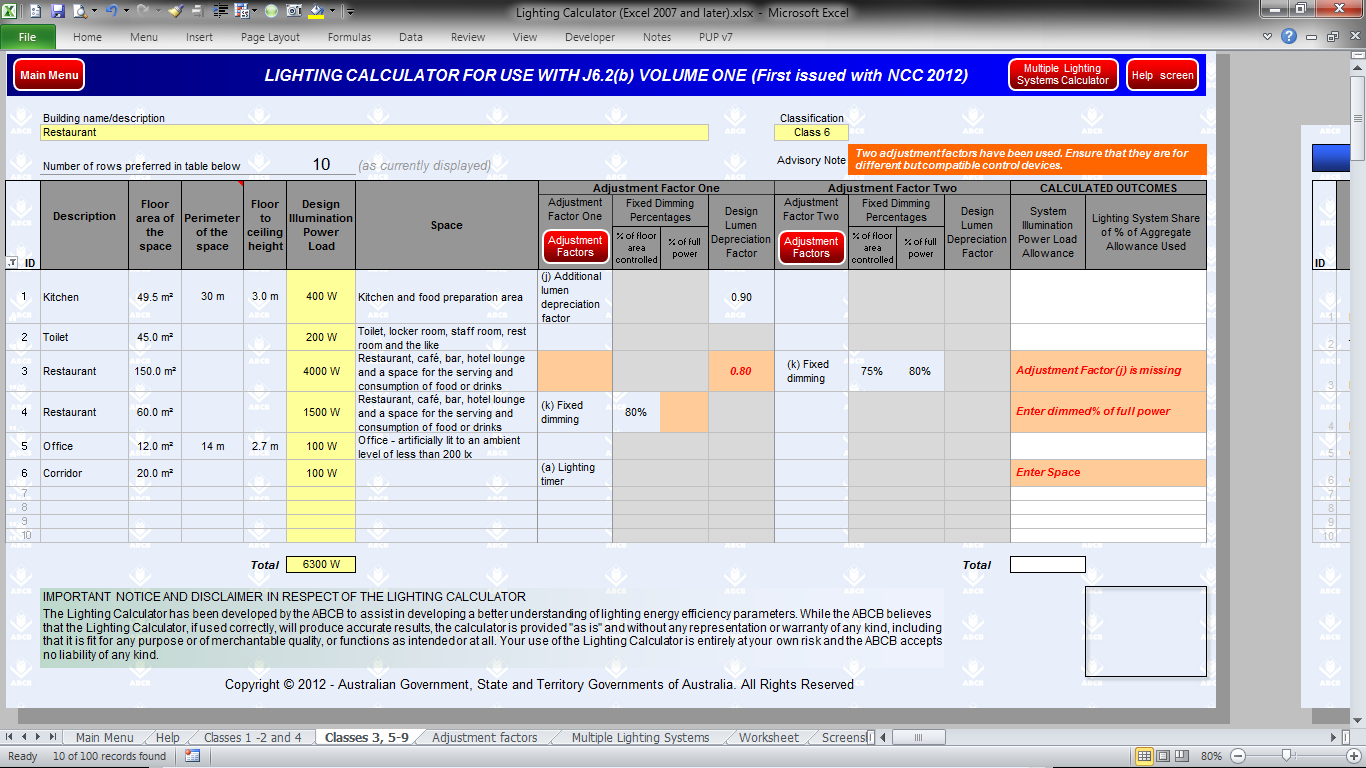 Lighting Calculator (Excel 2007 and later).xlsx - Microsoft Excel
File Home Menu Insert Page Layout Formulas Data Review View Developer Notes PUP v7
Main Menu
LIGHTING CALCULATOR FOR USE WITH J6.2(b) VOLUME ONE (First issued with NCC 2012)
Multiple Lighting
Systems Calculator
Help screen
Building name/description
Classification
Restaurant
Class 6
Number of rows preferred in table below 10 (as currently displayed)
Advisory Note
Two adjustment factors have been used. Ensure that they are for
different but compatible control devices.
ID
Description
Floor
area of
the
space
Perimeter
of the
space
Floor
to
ceiling
height
Design
Illumination
Power
Load
Space
Adjustment Factor One
Adjustment
Factor One
Adjustment
Factors
Fixed Dimming
Percentages
% of floor
area
controlled
% of full
power
Design
Lumen
Depreciation
Factor
Adjustment Factor Two
Adjustment
Factor Two
Adjustment
Factors
Fixed Dimming
Percentages
% of floor
area
controlled
% of full
power
Design
Lumen
Depreciation
Factor
CALCULATED OUTCOMES
System
Illumination
Power Load
Allowance
Lighting System Share
of % of Aggregate
Allowance Used
ID
1 Kitchen 49.5 m² 30 m 3.0 m 400 W Kitchen and food preparation area
(j) Additional
lumen
depreciation
factor
0.90
2 Toilet 45.0 m² 200 W
Toilet, locker room, staff room, rest
room and the like
3 Restaurant 150.0 m² 4000 W
Restaurant, café, bar, hotel lounge
and a space for the serving and
consumption of food or drinks
0.80
(k) Fixed
dimming
75% 80% Adjustment Factor(j) is missing
4 Restaurant 60.0 m² 1500 W
Restaurant, café, bar, hotel lounge
and a space for the serving and
consumption of food or drinks
(k) Fixed
dimming
80% Enter dimmed% of full power
5 Office 12.0 m² 14 m 2.7 m 100 W
Office - artificially lit to an ambient
level of less than 200 lx
6 Corridor 20.0 m² 100 W
(a) Lighting
timer
Enter Space
7
8
9
10
Total 6300 W Total
IMPORTANT NOTICE AND DISCLAIMER IN RESPECT OF THE LIGHTING CALCULATOR
The Lighting Calculator has been developed by the ABCB to assist in developing a better understanding of lighting energy efficiency parameters. While the ABCB believes
that the Lighting Calculator, if used correctly, will produce accurate results, the calculator is provided "as is" and without any representation or warranty of any kind, including
that it is fit for any purpose or of merchantable quality, or functions as intended or at all. Your use of the Lighting Calculator is entirely at your own risk and the ABCB accepts
no liability of any kind.
Copyright © 2012 - Australian Government, State and Territory Governments of Australia. All Rights Reserved
Main Menu Help Classes 1 -2 and 4 Classes 3, 5-9 Adjustment factors Multiple Lighting Systems Worksheet Screens
Ready 10 of 100 records found 80%